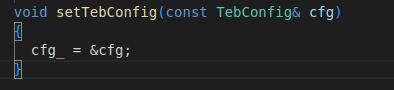 void setTebConfig(const TebConfig& cfg)
{
  cfg_ = &cfg;
}